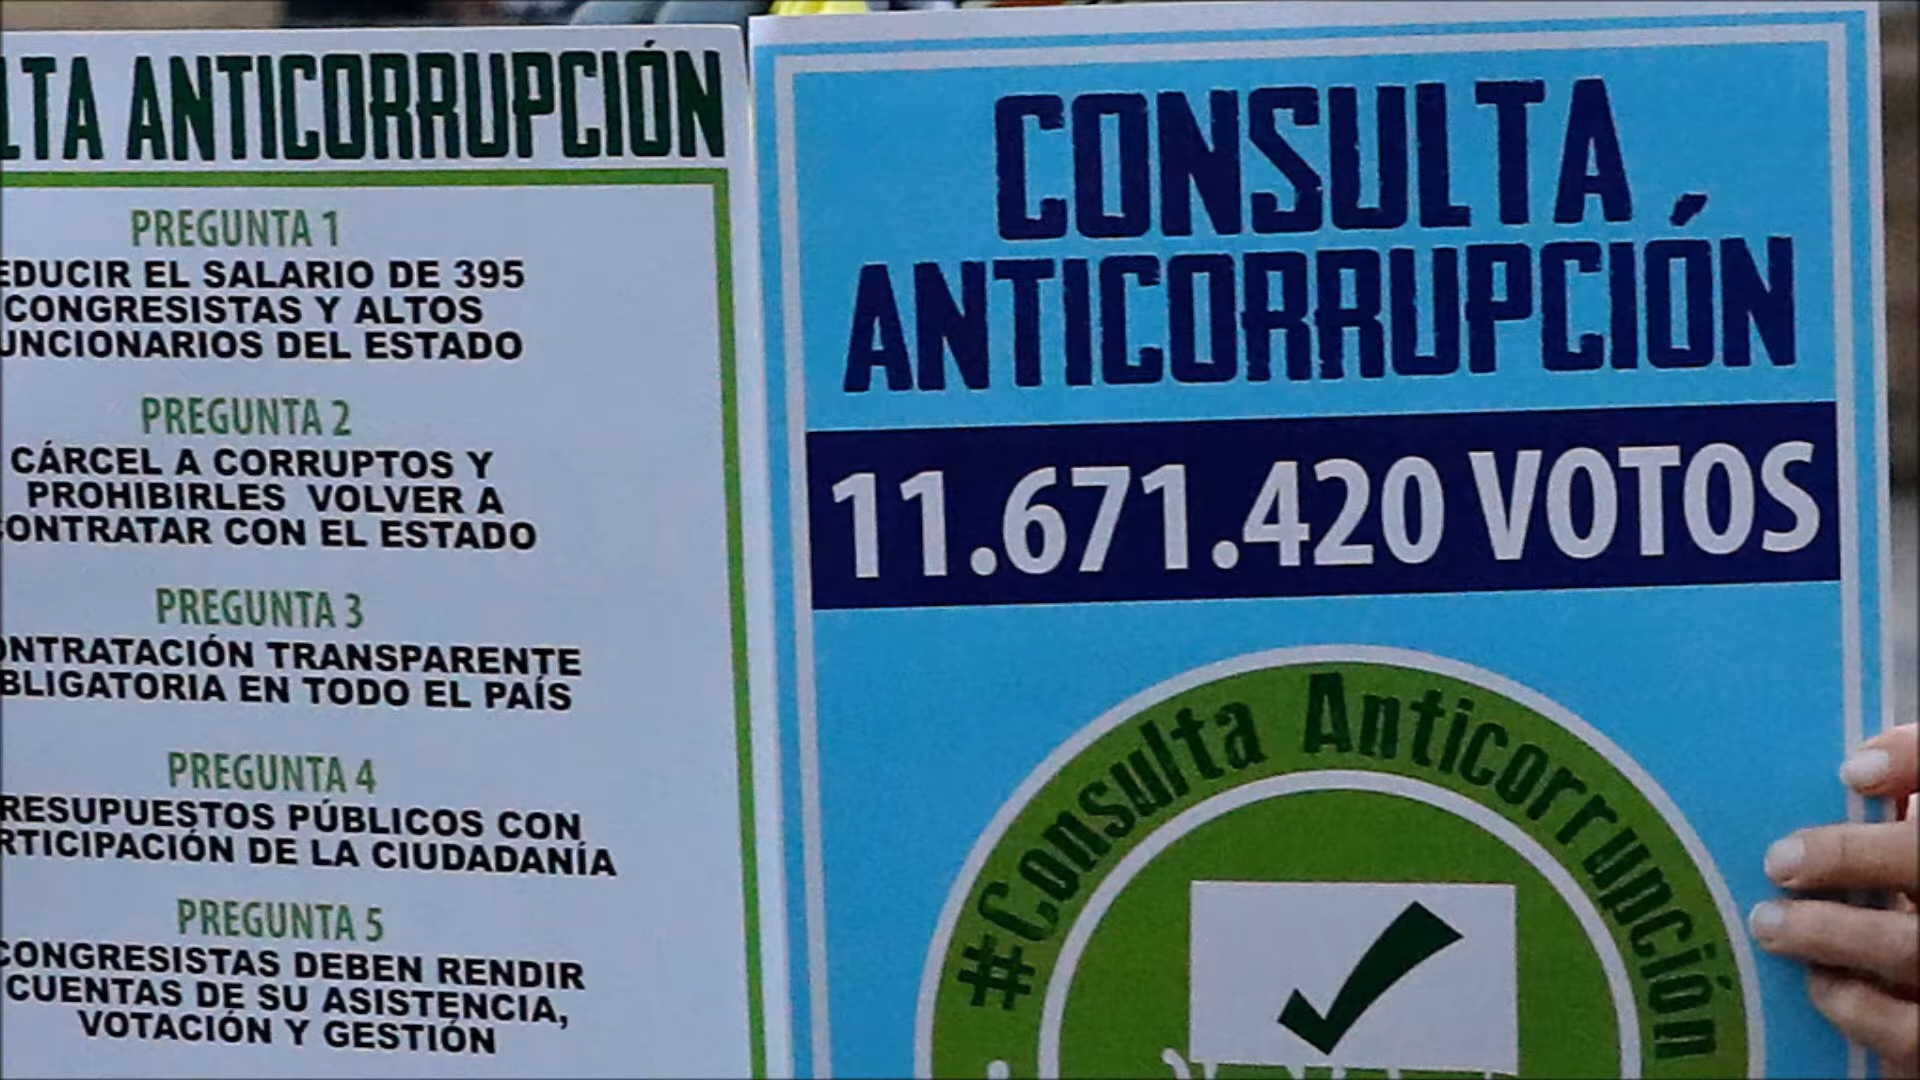 LTA ANTICORRUPCIÓN
PREGUNTA 1
EDUCIR EL SALARIO DE 395
CONGRESISTAS Y ALTOS
UNCIONARIOS DEL ESTADO
PREGUNTA 2
CÁRCEL A CORRUPTOS Y
PROHIBIRLES VOLVER A
CONTRATAR CON EL ESTADO
PREGUNTA 3
ONTRATACIÓN TRANSPARENTE
BLIGATORIA EN TODO EL PAÍS
PREGUNTA 4
RESUPUESTOS PÚBLICOS CON
RTICIPACIÓN DE LA CIUDADANÍA
PREGUNTA 5
CONGRESISTAS DEBEN RENDIR
CUENTAS DE SU ASISTENCIA,
VOTACIÓN Y GESTIÓN
CONSULTA
ANTICORRUPCIÓN
11.671.420 VOTOS
#Consulta Anticorrupción